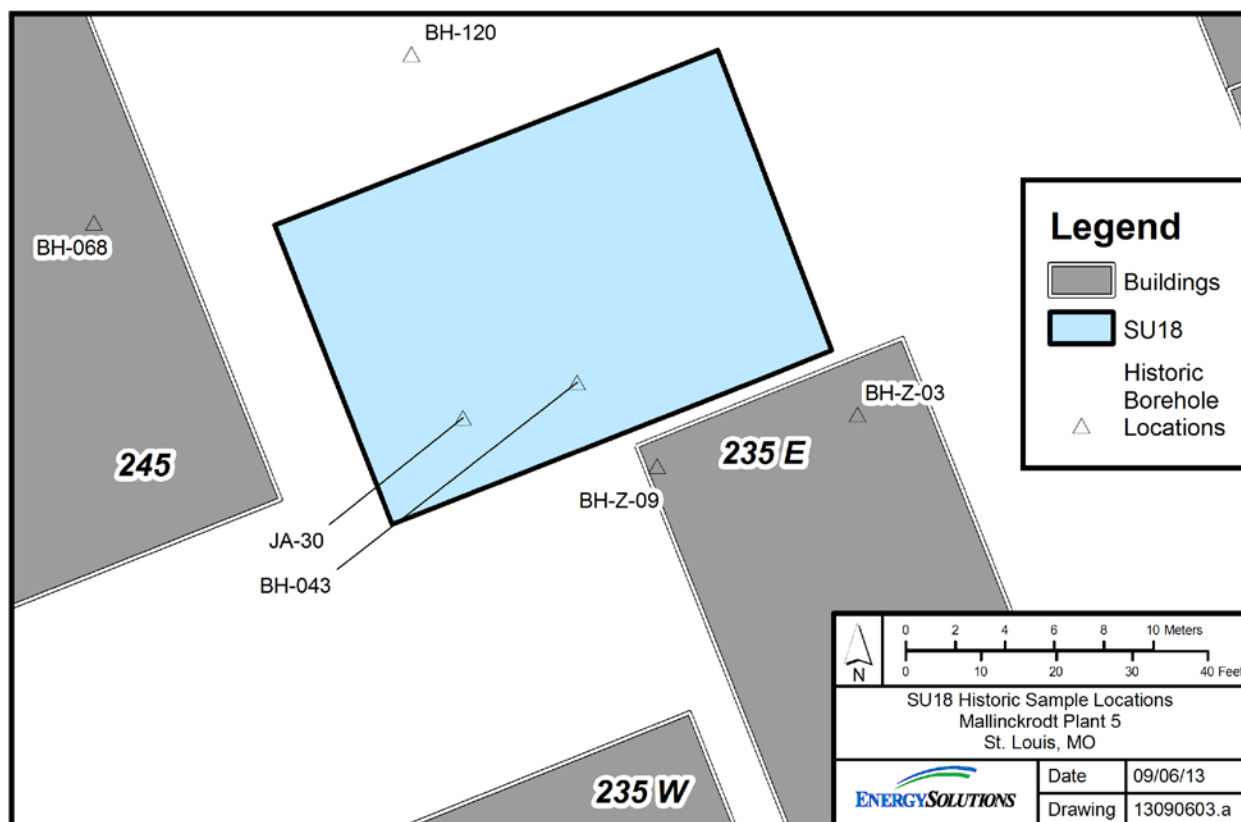 BH-120
BH-068
245
JA-30
BH-043
BH-Z-03
235 E
BH-Z-09
235 W
Legend
Buildings
SU18
Historic
Borehole
Locations
N
0 2 4 6 8 10 Meters
0 10 20 30 40 Feet
SU18 Historic Sample Locations
Mallinckrodt Plant 5
St. Louis, MO
ENERGYSOLUTIONS
Date 09/06/13
Drawing 13090603.a